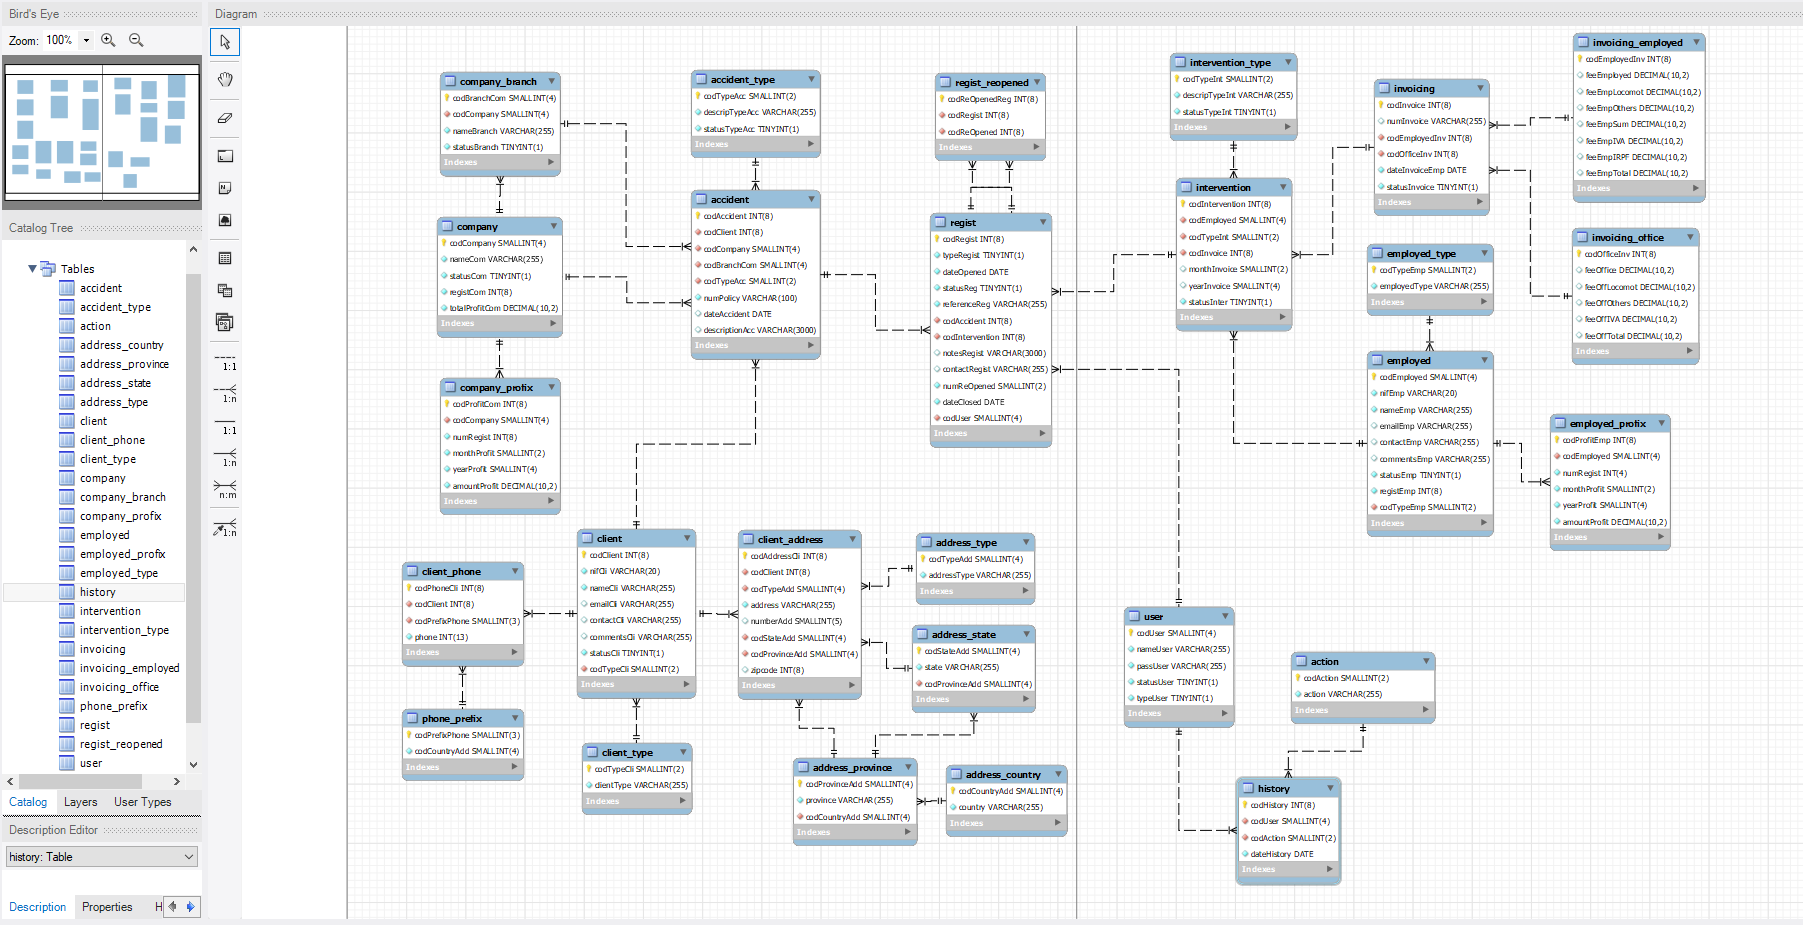 Bird's Eye
Zoom: 100%
Catalog Tree
Tables
accident
accident_type
action
address_country
address_province
address_state
address_type
client
client_phone
client_type
company
company_branch
company_profix
employed
employed_profix
employed_type
history
intervention
intervention_type
invoicing
invoicing_employed
invoicing_office
phone_prefix
regist
regist_reopened
user
Catalog Layers User Types
Description Editor
history: Table
Description Properties H
Diagram
1:1
1:n
1:1
1:n
n:m
1:n
company_branch
codBranchCom SMALLINT(4)
codCompany SMALLINT(4)
nameBranch VARCHAR(255)
statusBranch TINYINT(1)
Indexes
company
codCompany SMALLINT(4)
nameCom VARCHAR(255)
statusCom TINYINT(1)
registCom INT(8)
totalProfitCom DECIMAL(10,2)
Indexes
company_profix
codProfitCom INT(8)
codCompany SMALLINT(4)
numRegist INT(8)
monthProfit SMALLINT(2)
yearProfit SMALLINT(4)
amountProfit DECIMAL(10,2)
Indexes
accident_type
codTypeAcc SMALLINT(2)
descripTypeAcc VARCHAR(255)
statusTypeAcc TINYINT(1)
Indexes
accident
codAccident INT(8)
codClient INT(8)
codCompany SMALLINT(4)
codBranchCom SMALLINT(4)
codTypeAcc SMALLINT(2)
numPolicy VARCHAR(100)
dateAccident DATE
descriptionAcc VARCHAR(3000)
Indexes
regist_reopened
codReOpenedReg INT(8)
codRegist INT(8)
codReOpened INT(8)
Indexes
regist
codRegist INT(8)
typeRegist TINYINT(1)
dateOpened DATE
statusReg TINYINT(1)
referenceReg VARCHAR(255)
codAccident INT(8)
codIntervention INT(8)
notesRegist VARCHAR(3000)
contactRegist VARCHAR(255)
numReOpened SMALLINT(2)
dateClosed DATE
codUser SMALLINT(4)
Indexes
intervention_type
codTypeInt SMALLINT(2)
descripTypeInt VARCHAR(255)
statusTypeInt TINYINT(1)
Indexes
intervention
codIntervention INT(8)
codEmployed SMALLINT(4)
codTypeInt SMALLINT(2)
codInvoice INT(8)
monthInvoice SMALLINT(2)
yearInvoice SMALLINT(4)
statusInter TINYINT(1)
Indexes
invoicing
codInvoice INT(8)
numInvoice VARCHAR(255)
codEmployedInv INT(8)
codOfficeInv INT(8)
dateInvoiceEmp DATE
statusInvoice TINYINT(1)
Indexes
invoicing_employed
codEmployedInv INT(8)
feeEmployed DECIMAL(10,2)
feeEmpLocomot DECIMAL(10,2)
feeEmpOthers DECIMAL(10,2)
feeEmpSum DECIMAL(10,2)
feeEmpIVA DECIMAL(10,2)
feeEmpIRPF DECIMAL(10,2)
feeEmpTotal DECIMAL(10,2)
Indexes
invoicing_office
codOfficeInv INT(8)
feeOffice DECIMAL(10,2)
feeOffLocomot DECIMAL(10,2)
feeOffOthers DECIMAL(10,2)
feeOffIVA DECIMAL(10,2)
feeOffTotal DECIMAL(10,2)
Indexes
employed_type
codTypeEmp SMALLINT(2)
employedType VARCHAR(255)
Indexes
employed
codEmployed SMALLINT(4)
nifEmp VARCHAR(20)
nameEmp VARCHAR(255)
emailEmp VARCHAR(255)
contactEmp VARCHAR(255)
commentsEmp VARCHAR(255)
statusEmp TINYINT(1)
registEmp INT(8)
codTypeEmp SMALLINT(2)
Indexes
employed_profix
codProfitEmp INT(8)
codEmployed SMALLINT(4)
numRegist INT(4)
monthProfit SMALLINT(2)
yearProfit SMALLINT(4)
amountProfit DECIMAL(10,2)
Indexes
client_phone
codPhoneCli INT(8)
codClient INT(8)
codPrefixPhone SMALLINT(3)
phone INT(13)
Indexes
phone_prefix
codPrefixPhone SMALLINT(3)
codCountryAdd SMALLINT(4)
Indexes
client
codClient INT(8)
nifCli VARCHAR(20)
nameCli VARCHAR(255)
emailCli VARCHAR(255)
contactCli VARCHAR(255)
commentsCli VARCHAR(255)
statusCli TINYINT(1)
codTypeCli SMALLINT(2)
Indexes
client_type
codTypeCli SMALLINT(2)
clientType VARCHAR(255)
Indexes
client_address
codAddressCli INT(8)
codClient INT(8)
codTypeAdd SMALLINT(4)
address VARCHAR(255)
numberAdd SMALLINT(5)
codStateAdd SMALLINT(4)
codProvinceAdd SMALLINT(4)
zipcode INT(8)
Indexes
address_type
codTypeAdd SMALLINT(4)
addressType VARCHAR(255)
Indexes
address_state
codStateAdd SMALLINT(4)
state VARCHAR(255)
codProvinceAdd SMALLINT(4)
Indexes
address_province
codProvinceAdd SMALLINT(4)
province VARCHAR(255)
codCountryAdd SMALLINT(4)
Indexes
address_country
codCountryAdd SMALLINT(4)
country VARCHAR(255)
Indexes
user
codUser SMALLINT(4)
nameUser VARCHAR(255)
passUser VARCHAR(255)
statusUser TINYINT(1)
typeUser TINYINT(1)
Indexes
action
codAction SMALLINT(2)
action VARCHAR(255)
Indexes
history
codHistory INT(8)
codUser SMALLINT(4)
codAction SMALLINT(2)
dateHistory DATE
Indexes